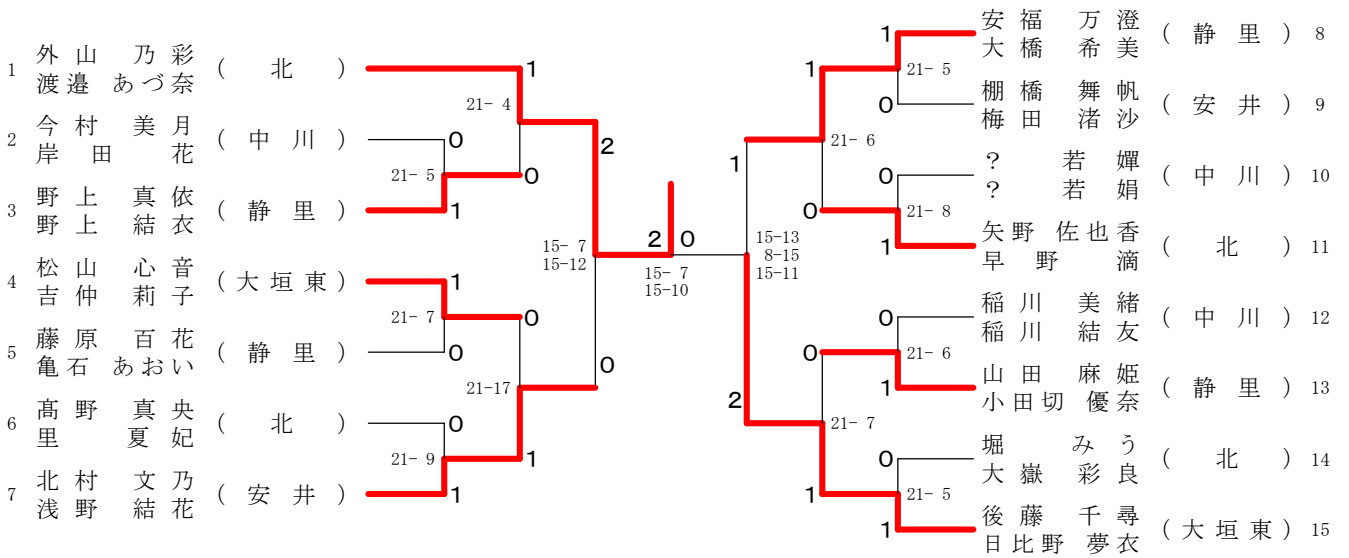 1 外山 乃彩
渡邉 あづ奈 ( 北 )
2 今村 美月
岸田 花 ( 中川 )
3 野上 真依
野上 結衣 ( 静里 )
4 松山 心音
吉仲 莉子 ( 大垣東 )
5 藤原 百花
亀石 あおい ( 静里 )
6 髙野 真央
里 夏妃 ( 北 )
7 北村 文乃
浅野 結花 ( 安井 )
1
21- 4
0
0
21- 5
1
2
15- 7
15-12
0
1
21- 7
0
0
21-17
1
0
21- 9
1
2 0
15- 7
15-10
1
15-13
8-15
15-11
2
1
21- 6
0
1
21- 5
0
0
21- 8
1
0
21- 7
1
0
21- 6
1
0
21- 5
1
安福 万澄
大橋 希美 ( 静里 ) 8
棚橋 舞帆
梅田 渚沙 ( 安井 ) 9
? 若嬋
? 若娟 ( 中川 ) 10
矢野 佐也香
早野 滴 ( 北 ) 11
稲川 美緒
稲川 結友 ( 中川 ) 12
山田 麻姫
小田切 優奈 ( 静里 ) 13
堀 みう
大嶽 彩良 ( 北 ) 14
後藤 千尋
日比野 夢衣 ( 大垣東 ) 15